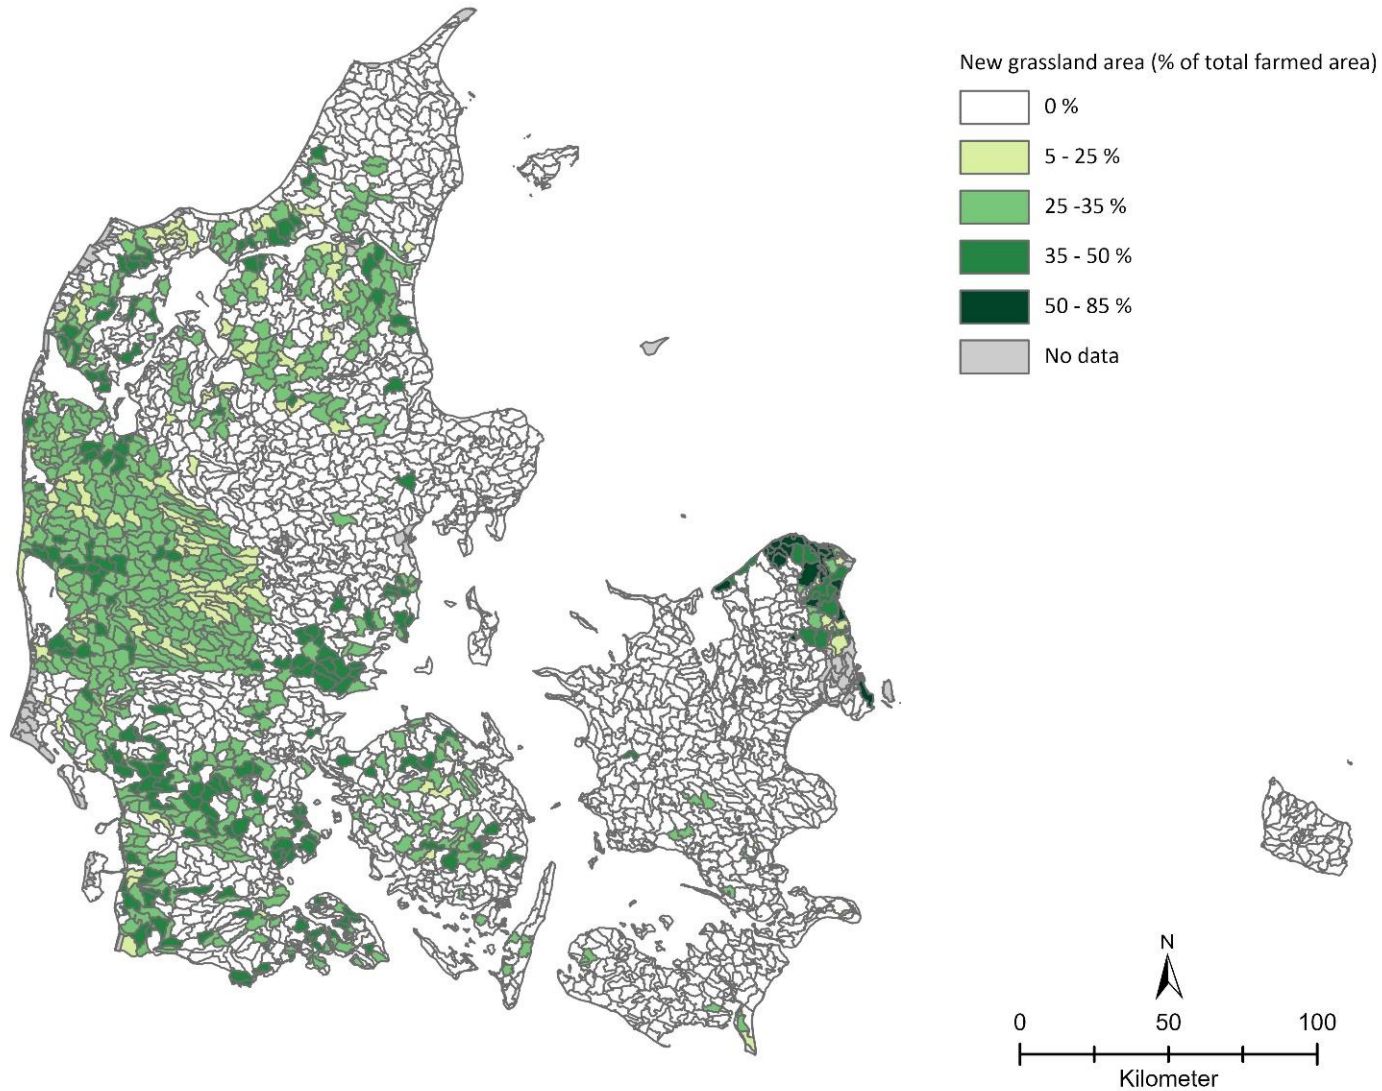 New grassland area (% of total farmed area)
0 %
5 - 25 %
25 -35 %
35 - 50 %
50 - 85 %
No data
N
0 50 100
Kilometer